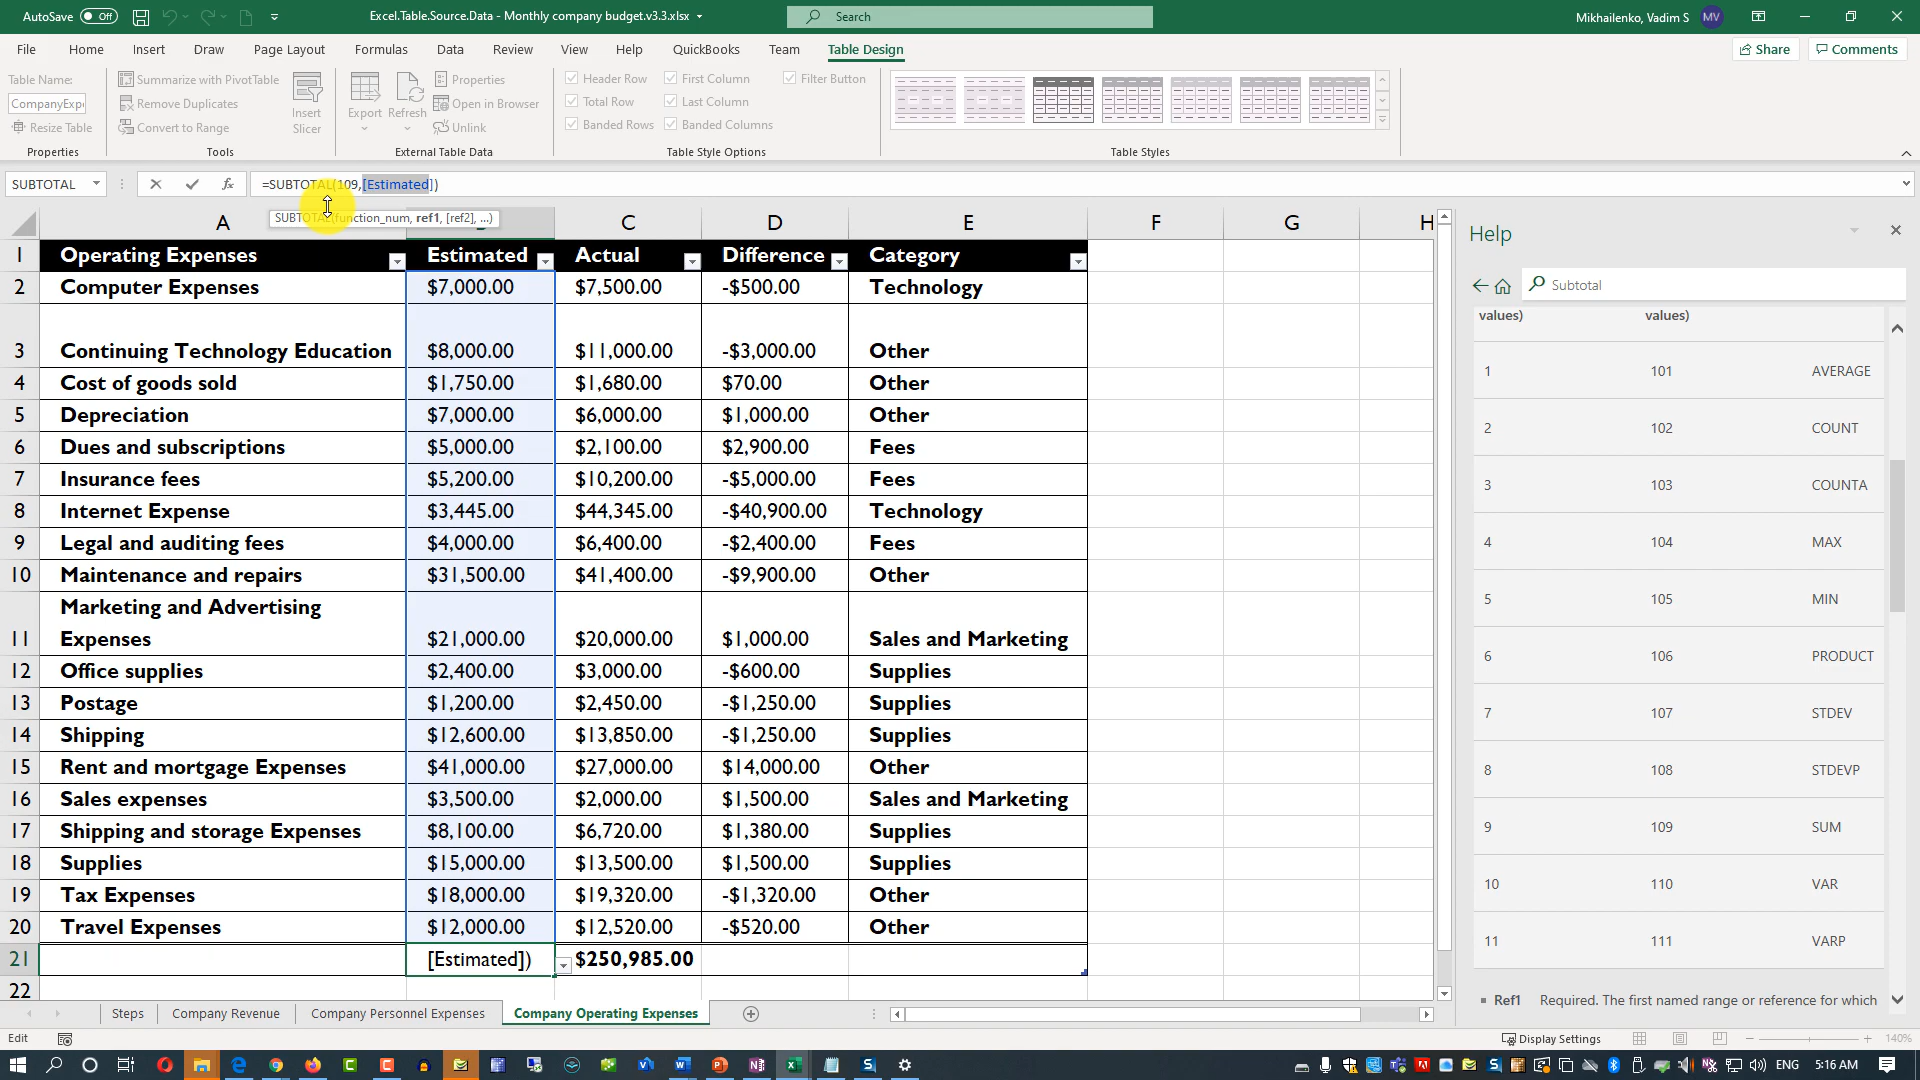 AutoSave Off Excel.Table.Source.Data - Monthly company budget.v3.3.xlsx Search Mikhailenko, Vadim S MV
File Home Insert Draw Page Layout Formulas Data Review View Help QuickBooks Team Table Design Share Comments
Table Name: Summarize with PivotTable Properties Header Row First Column Filter Button
CompanyExp Remove Duplicates Insert Slicer Export Refresh Open in Browser Total Row Last Column
Resize Table Convert to Range Unlink Banded Rows Banded Columns
Properties Tools External Table Data Table Style Options Table Styles
SUBTOTAL fx =SUBTOTAL(109,[Estimated])
SUBTOTAL(function_num, ref1, [ref2], ...)
A C D E F G H
1 Operating Expenses Estimated Actual Difference Category
2 Computer Expenses $7,000.00 $7,500.00 -$500.00 Technology
3 Continuing Technology Education $8,000.00 $11,000.00 -$3,000.00 Other
4 Cost of goods sold $1,750.00 $1,680.00 $70.00 Other
5 Depreciation $7,000.00 $6,000.00 $1,000.00 Other
6 Dues and subscriptions $5,000.00 $2,100.00 $2,900.00 Fees
7 Insurance fees $5,200.00 $10,200.00 -$5,000.00 Fees
8 Internet Expense $3,445.00 $44,345.00 -$40,900.00 Technology
9 Legal and auditing fees $4,000.00 $6,400.00 -$2,400.00 Fees
10 Maintenance and repairs $31,500.00 $41,400.00 -$9,900.00 Other
Marketing and Advertising
11 Expenses $21,000.00 $20,000.00 $1,000.00 Sales and Marketing
12 Office supplies $2,400.00 $3,000.00 -$600.00 Supplies
13 Postage $1,200.00 $2,450.00 -$1,250.00 Supplies
14 Shipping $12,600.00 $13,850.00 -$1,250.00 Supplies
15 Rent and mortgage Expenses $41,000.00 $27,000.00 $14,000.00 Other
16 Sales expenses $3,500.00 $2,000.00 $1,500.00 Sales and Marketing
17 Shipping and storage Expenses $8,100.00 $6,720.00 $1,380.00 Supplies
18 Supplies $15,000.00 $13,500.00 $1,500.00 Supplies
19 Tax Expenses $18,000.00 $19,320.00 -$1,320.00 Other
20 Travel Expenses $12,000.00 $12,520.00 -$520.00 Other
21 [Estimated]) $250,985.00
22
Help
Subtotal
values) values)
1 101 AVERAGE
2 102 COUNT
3 103 COUNTA
4 104 MAX
5 105 MIN
6 106 PRODUCT
7 107 STDEV
8 108 STDEVP
9 109 SUM
10 110 VAR
11 111 VARP
Ref1 Required. The first named range or reference for which
Steps Company Revenue Company Personnel Expenses Company Operating Expenses
Edit Display Settings 140%
ENG 5:16 AM